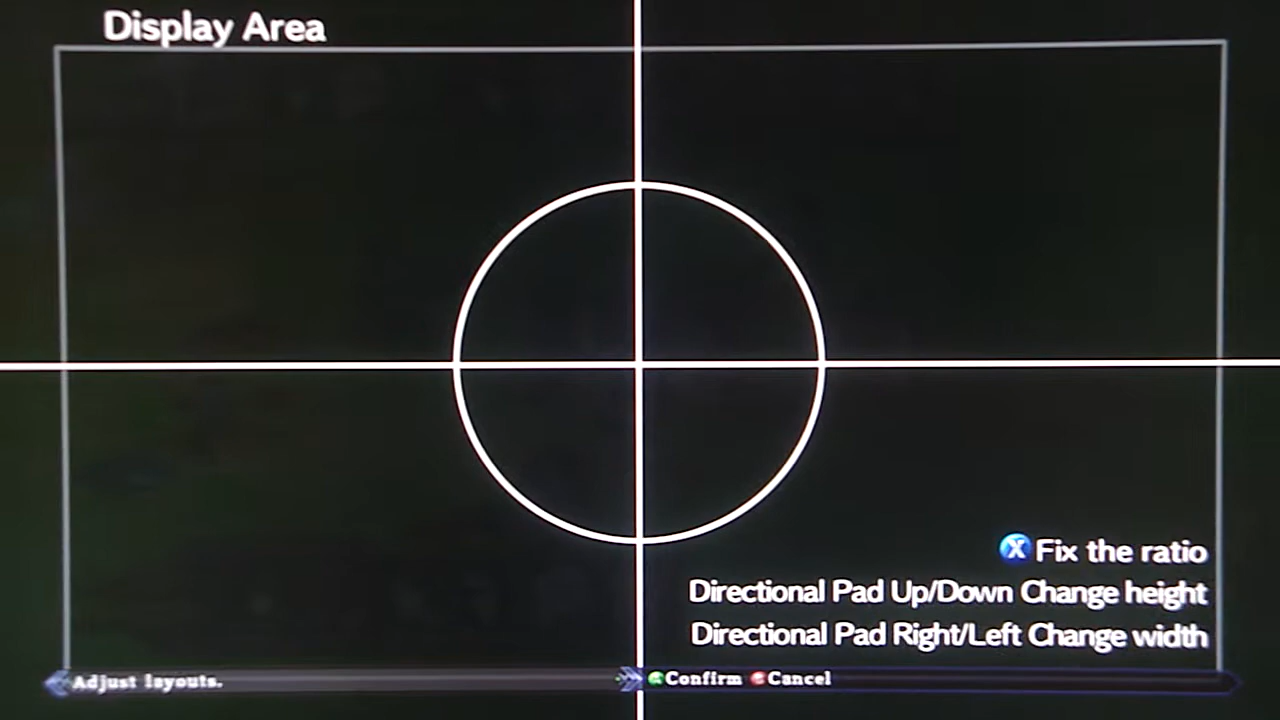 Display Area
X Fix the ratio
Directional Pad Up/Down Change height
Directional Pad Right/Left Change width
Adjust layouts.
Confirm Cancel